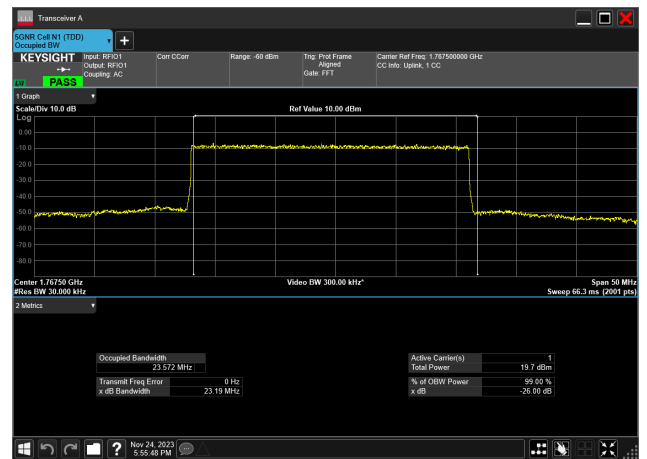 Transceiver A
5GNR Cell N1 (TDD)
Occupied BW
KEYSIGHT Input: RFIO1 Corr CCorr Range: -60 dBm Trig: Prot Frame Carrier Ref Freq: 1.767500000 GHz
Output: RFIO1 Aligned CC Info: Uplink, 1 CC
Coupling: AC Gate: FFT
PASS
1 Graph
Scale/Div 10.0 dB Ref Value 10.00 dBm
Log
0.00
-10.0
-20.0
-30.0
-40.0
-50.0
-60.0
-70.0
-80.0
Center 1.76750 GHz Video BW 300.00 kHz* Span 50 MHz
#Res BW 30.000 kHz Sweep 66.3 ms (2001 pts)
2 Metrics
Occupied Bandwidth Active Carrier(s) 1
23.572 MHz Total Power 19.7 dBm
Transmit Freq Error 0 Hz % of OBW Power 99.00 %
x dB Bandwidth 23.19 MHz x dB -26.00 dB
Nov 24, 2023
5:55:48 PM